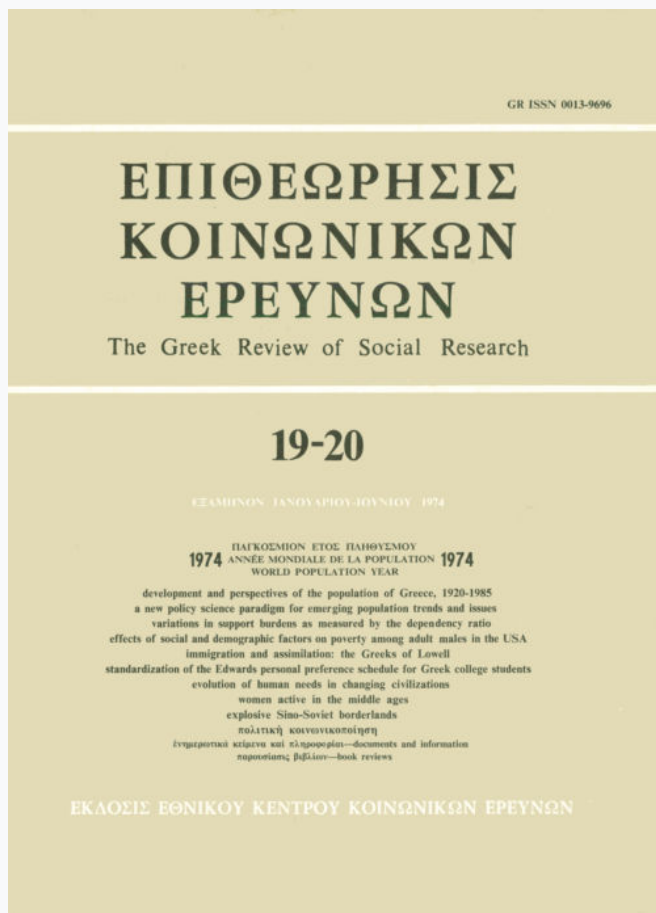 GR ISSN 0013-9696
ΕΠΙΘΕΩΡΗΣΙΣ
ΚΟΙΝΩΝΙΚΩΝ
ΕΡΕΥΝΩΝ
The Greek Review of Social Research
19-20
ΕΞΑΜΗΝΟΝ ΙΑΝΟΥΑΡΙΟΥ-ΙΟΥΝΙΟΥ 1974
ΠΑΓΚΟΣΜΙΟΝ ΕΤΟΣ ΠΛΗΘΥΣΜΟΥ
1974 ANNÉE MONDIALE DE LA POPULATION 1974
WORLD POPULATION YEAR
development and perspectives of the population of Greece, 1920-1985
a new policy science paradigm for emerging population trends and issues
variations in support burdens as measured by the dependency ratio
effects of social and demographic factors on poverty among adult males in the USA
immigration and assimilation: the Greeks of Lowell
standardization of the Edwards personal preference schedule for Greek college students
evolution of human needs in changing civilizations
women active in the middle ages
explosive Sino-Soviet borderlands
πολιτική κοινωνικοποίηση
ἐνημερωτικά κείμενα καί πληροφορίαι—documents and information
παρουσίασις βιβλίων—book reviews
ΕΚΔΟΣΙΣ ΕΘΝΙΚΟΥ ΚΕΝΤΡΟΥ ΚΟΙΝΩΝΙΚΩΝ ΕΡΕΥΝΩΝ